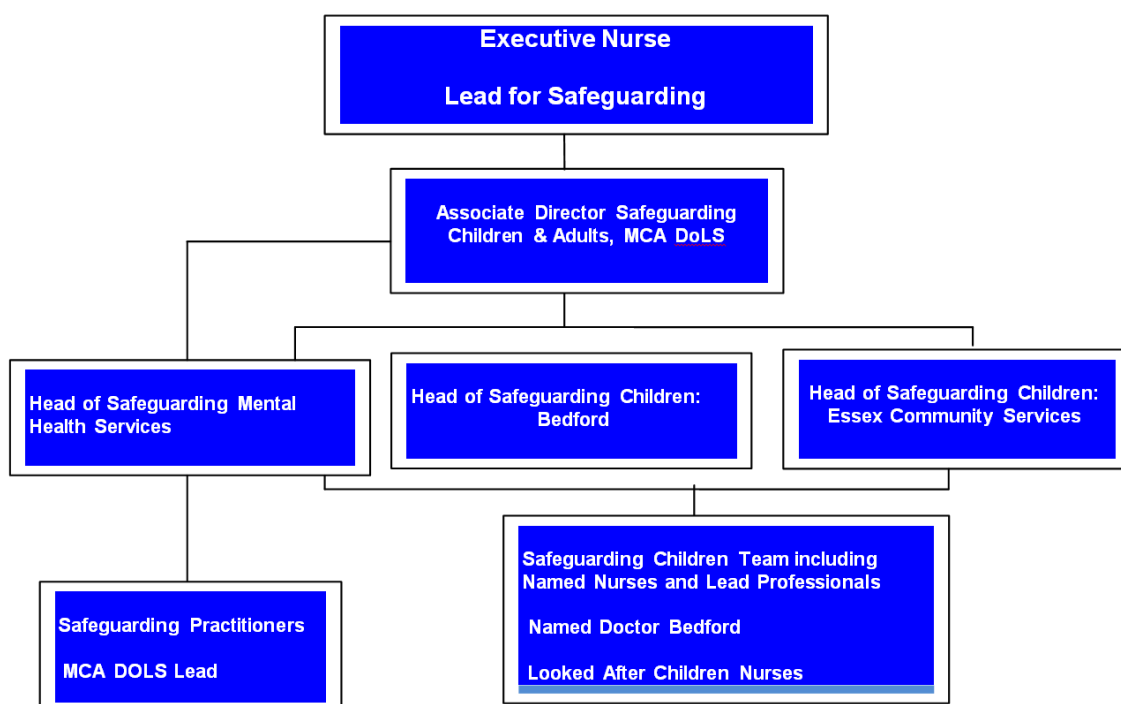 Executive Nurse
Lead for Safeguarding
Associate Director Safeguarding
Children & Adults, MCA DoLS
Head of Safeguarding Mental
Health Services
Head of Safeguarding Children:
Bedford
Head of Safeguarding Children:
Essex Community Services
Safeguarding Practitioners
MCA DOLS Lead
Safeguarding Children Team including
Named Nurses and Lead Professionals
Named Doctor Bedford
Looked After Children Nurses